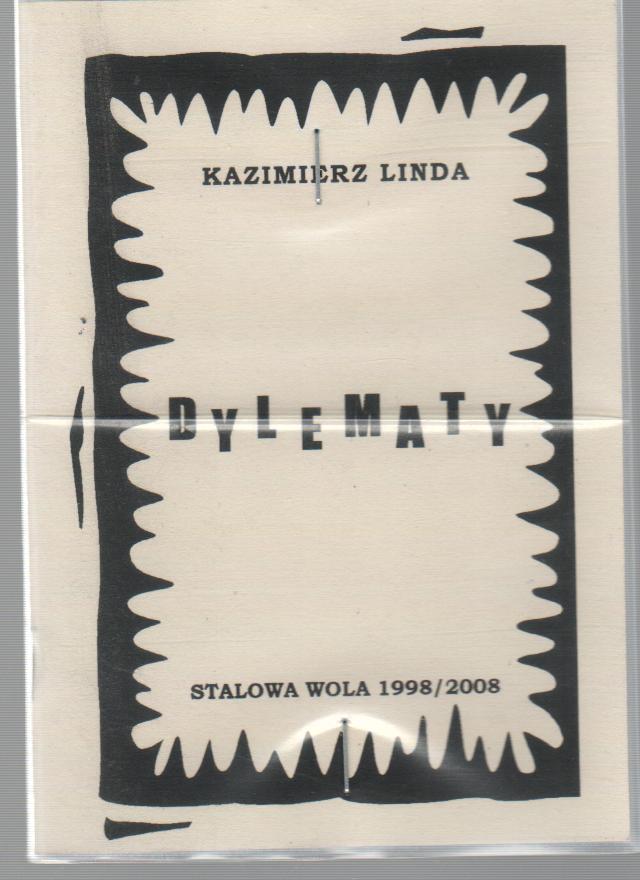 KAZIMIERZ LINDA
DYLEMATY
STALOWA WOLA 1998/2008